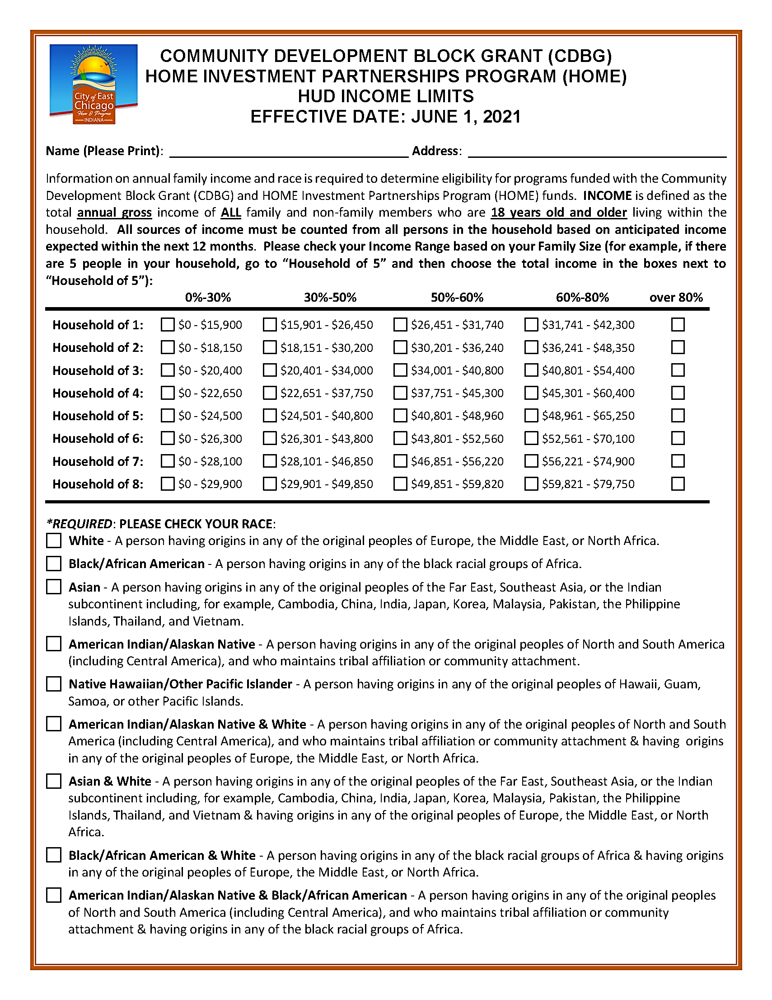 City of East
Chicago
Hope & Progress
INDIANA
COMMUNITY DEVELOPMENT BLOCK GRANT (CDBG)
HOME INVESTMENT PARTNERSHIPS PROGRAM (HOME)
HUD INCOME LIMITS
EFFECTIVE DATE: JUNE 1, 2021
Name (Please Print): Address:
Information on annual family income and race is required to determine eligibility for programs funded with the Community
Development Block Grant (CDBG) and HOME Investment Partnerships Program (HOME) funds. INCOME is defined as the
total annual gross income of ALL family and non-family members who are 18 years old and older living within the
household. All sources of income must be counted from all persons in the household based on anticipated income
expected within the next 12 months. Please check your Income Range based on your Family Size (for example, if there
are 5 people in your household, go to “Household of 5” and then choose the total income in the boxes next to
“Household of 5”):
0%-30% 30%-50% 50%-60% 60%-80% over 80%
Household of 1: $0 - $15,900 $15,901 - $26,450 $26,451 - $31,740 $31,741 - $42,300
Household of 2: $0 - $18,150 $18,151 - $30,200 $30,201 - $36,240 $36,241 - $48,350
Household of 3: $0 - $20,400 $20,401 - $34,000 $34,001 - $40,800 $40,801 - $54,400
Household of 4: $0 - $22,650 $22,651 - $37,750 $37,751 - $45,300 $45,301 - $60,400
Household of 5: $0 - $24,500 $24,501 - $40,800 $40,801 - $48,960 $48,961 - $65,250
Household of 6: $0 - $26,300 $26,301 - $43,800 $43,801 - $52,560 $52,561 - $70,100
Household of 7: $0 - $28,100 $28,101 - $46,850 $46,851 - $56,220 $56,221 - $74,900
Household of 8: $0 - $29,900 $29,901 - $49,850 $49,851 - $59,820 $59,821 - $79,750
*REQUIRED: PLEASE CHECK YOUR RACE:
White - A person having origins in any of the original peoples of Europe, the Middle East, or North Africa.
Black/African American - A person having origins in any of the black racial groups of Africa.
Asian - A person having origins in any of the original peoples of the Far East, Southeast Asia, or the Indian
subcontinent including, for example, Cambodia, China, India, Japan, Korea, Malaysia, Pakistan, the Philippine
Islands, Thailand, and Vietnam.
American Indian/Alaskan Native - A person having origins in any of the original peoples of North and South America
(including Central America), and who maintains tribal affiliation or community attachment.
Native Hawaiian/Other Pacific Islander - A person having origins in any of the original peoples of Hawaii, Guam,
Samoa, or other Pacific Islands.
American Indian/Alaskan Native & White - A person having origins in any of the original peoples of North and South
America (including Central America), and who maintains tribal affiliation or community attachment & having origins
in any of the original peoples of Europe, the Middle East, or North Africa.
Asian & White - A person having origins in any of the original peoples of the Far East, Southeast Asia, or the Indian
subcontinent including, for example, Cambodia, China, India, Japan, Korea, Malaysia, Pakistan, the Philippine
Islands, Thailand, and Vietnam & having origins in any of the original peoples of Europe, the Middle East, or North
Africa.
Black/African American & White - A person having origins in any of the black racial groups of Africa & having origins
in any of the original peoples of Europe, the Middle East, or North Africa.
American Indian/Alaskan Native & Black/African American - A person having origins in any of the original peoples
of North and South America (including Central America), and who maintains tribal affiliation or community
attachment & having origins in any of the black racial groups of Africa.